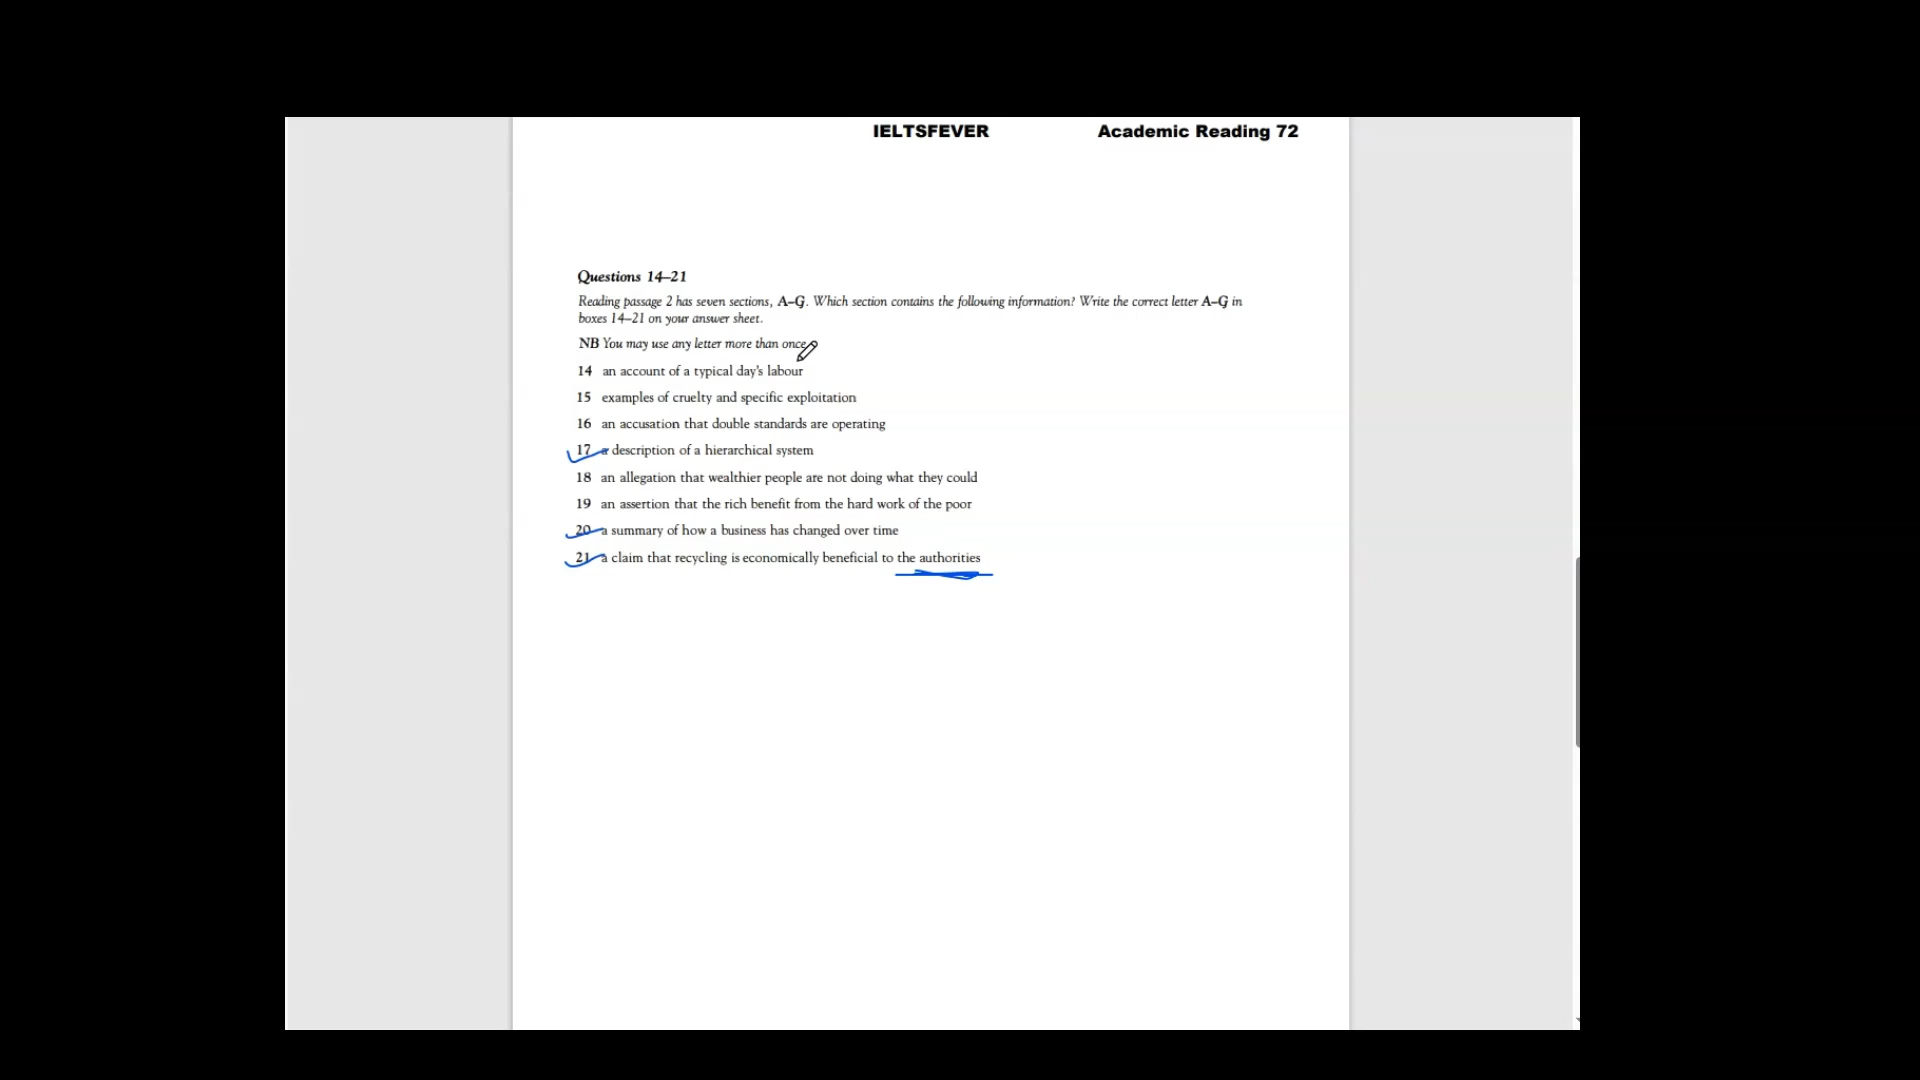 IELTSFEVER Academic Reading 72
Questions 14–21
Reading passage 2 has seven sections, A–G. Which section contains the following information? Write the correct letter A–G in
boxes 14–21 on your answer sheet.
NB You may use any letter more than once
14 an account of a typical day's labour
15 examples of cruelty and specific exploitation
16 an accusation that double standards are operating
17 a description of a hierarchical system
18 an allegation that wealthier people are not doing what they could
19 an assertion that the rich benefit from the hard work of the poor
20 a summary of how a business has changed over time
21 a claim that recycling is economically beneficial to the authorities